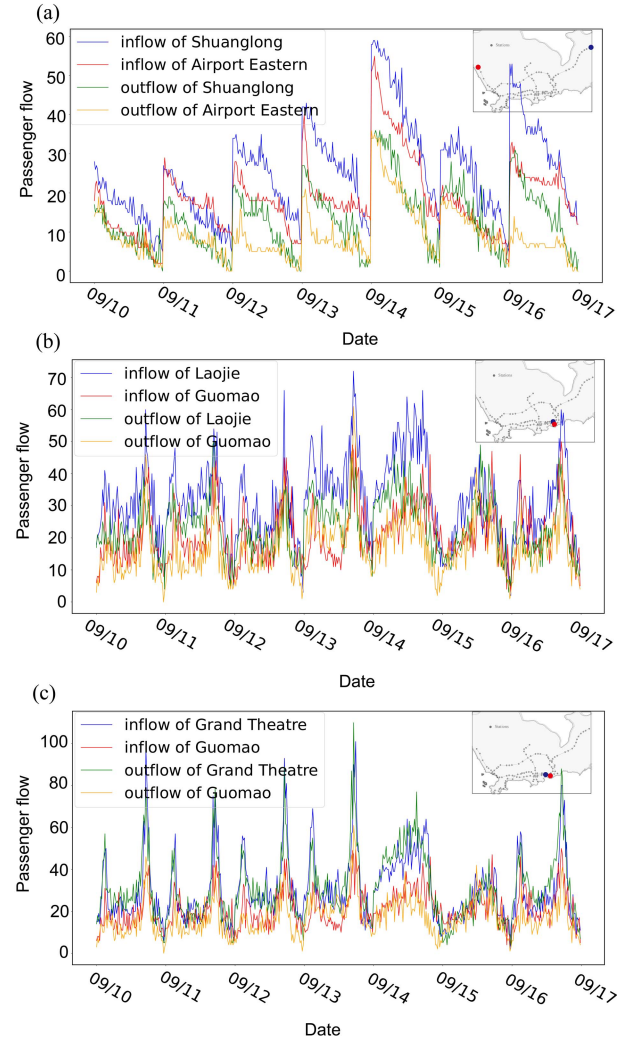 (a)
60
50
40
30
20
10
0
Passenger flow
inflow of Shuanglong
inflow of Airport Eastern
outflow of Shuanglong
outflow of Airport Eastern
09/10
09/11
09/12
09/13
09/14
09/15
09/16
09/17
Date
(b)
70
60
50
40
30
20
10
0
Passenger flow
inflow of Laojie
inflow of Guomao
outflow of Laojie
outflow of Guomao
09/10
09/11
09/12
09/13
09/14
09/15
09/16
09/17
Date
(c)
100
80
60
40
20
0
Passenger flow
inflow of Grand Theatre
inflow of Guomao
outflow of Grand Theatre
outflow of Guomao
09/10
09/11
09/12
09/13
09/14
09/15
09/16
09/17
Date